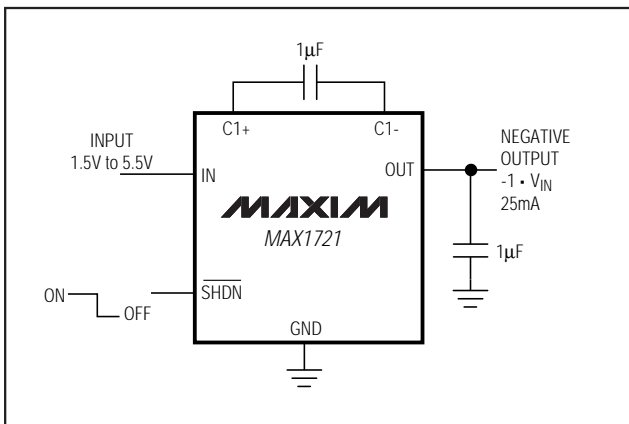 1μF
C1+ C1-
INPUT
1.5V to 5.5V
IN
OUT
NEGATIVE
OUTPUT
-1 • VIN
25mA
MAXIM
MAX1721
1μF
ON
OFF
SHDN
GND